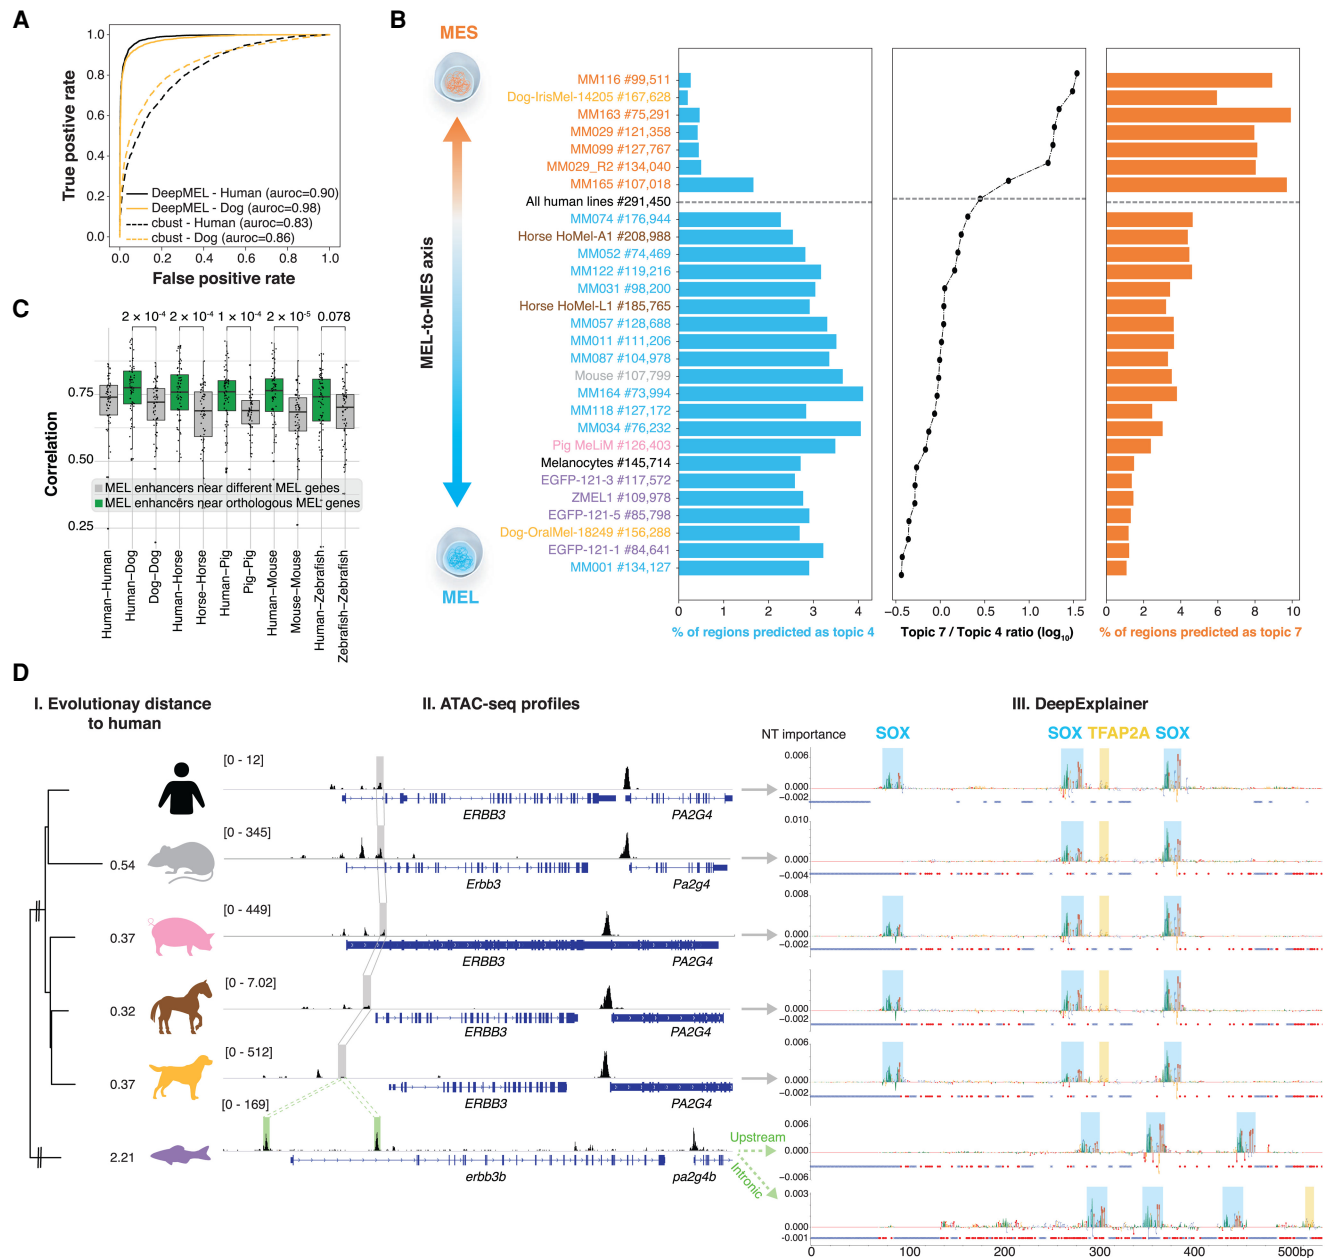 A
True postive rate
1.0
0.8
0.6
0.4
0.2
0.0
DeepMEL - Human (auroc=0.90)
DeepMEL - Dog (auroc=0.98)
cbust - Human (auroc=0.83)
cbust - Dog (auroc=0.86)
0.0 0.2 0.4 0.6 0.8 1.0
False positive rate
B
MES
MEL-to-MES axis
MEL
MM116 #99,511
Dog-IrisMel-14205 #167,628
MM163 #75,291
MM029 #121,358
MM099 #127,767
MM029_R2 #134,040
MM165 #107,018
All human lines #291,450
MM074 #176,944
Horse HoMel-A1 #208,988
MM052 #74,469
MM122 #119,216
MM031 #98,200
Horse HoMel-L1 #185,765
MM057 #128,688
MM011 #111,206
MM087 #104,978
Mouse #107,799
MM164 #73,994
MM118 #127,172
MM034 #76,232
Pig MeLiM #126,403
Melanocytes #145,714
EGFP-121-3 #117,572
ZMEL1 #109,978
EGFP-121-5 #85,798
Dog-OralMel-18249 #156,288
EGFP-121-1 #84,641
MM001 #134,127
0 1 2 3 4
% of regions predicted as topic 4
−0.5 0.0 0.5 1.0 1.5
Topic 7 / Topic 4 ratio (log10)
0 2 4 6 8 10
% of regions predicted as topic 7
C
2 × 10-4 2 × 10-4 1 × 10-4 2 × 10-5 0.078
Correlation
0.75
0.50
0.25
MEL enhancers near different MEL genes
MEL enhancers near orthologous MEL genes
Human−Human
Human−Dog
Dog−Dog
Human−Horse
Horse−Horse
Human−Pig
Pig−Pig
Human−Mouse
Mouse−Mouse
Human−Zebrafish
Zebrafish−Zebrafish
D
I. Evolutionay distance
to human
II. ATAC-seq profiles
III. DeepExplainer
NT importance
SOX SOX TFAP2A SOX
[0 - 12]
ERBB3 PA2G4
0.006
0.000
−0.002
0.54
[0 - 345]
Erbb3 Pa2g4
0.010
0.000
−0.004
0.37
[0 - 449]
ERBB3 PA2G4
0.008
0.000
−0.002
0.32
[0 - 7.02]
ERBB3 PA2G4
0.000
−0.002
0.37
[0 - 512]
ERBB3 PA2G4
0.006
0.000
−0.002
2.21
[0 - 169]
erbb3b pa2g4b
Upstream
Intronic
0.006
0.000
−0.006
0.003
0.000
−0.001
0 100 200 300 400 500bp